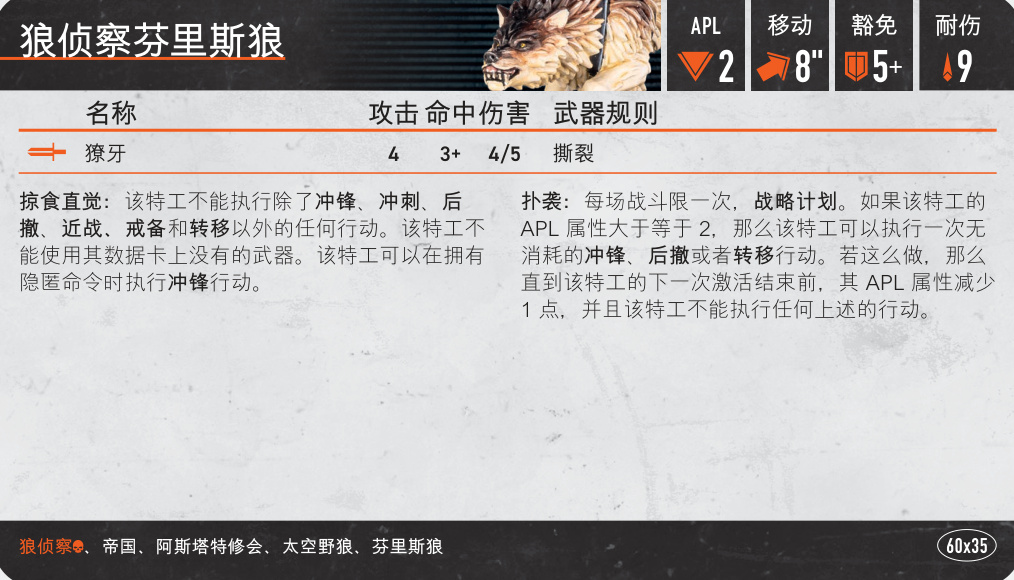 狼侦察芬里斯狼
APL 移动 豁免 耐伤
2 8" 5+ 9
名称 攻击 命中 伤害 武器规则
獠牙 4 3+ 4/5 撕裂
掠食直觉：该特工不能执行除了冲锋、冲刺、后
撤、近战、戒备和转移以外的任何行动。该特工不
能使用其数据卡上没有的武器。该特工可以在拥有
隐匿命令时执行冲锋行动。
扑袭：每场战斗限一次，战略计划。如果该特工的
APL 属性大于等于 2，那么该特工可以执行一次无
消耗的冲锋、后撤或者转移行动。若这么做，那么
直到该特工的下一次激活结束前，其 APL 属性减少
1 点，并且该特工不能执行任何上述的行动。
狼侦察、帝国、阿斯塔特修会、太空野狼、芬里斯狼
60x35